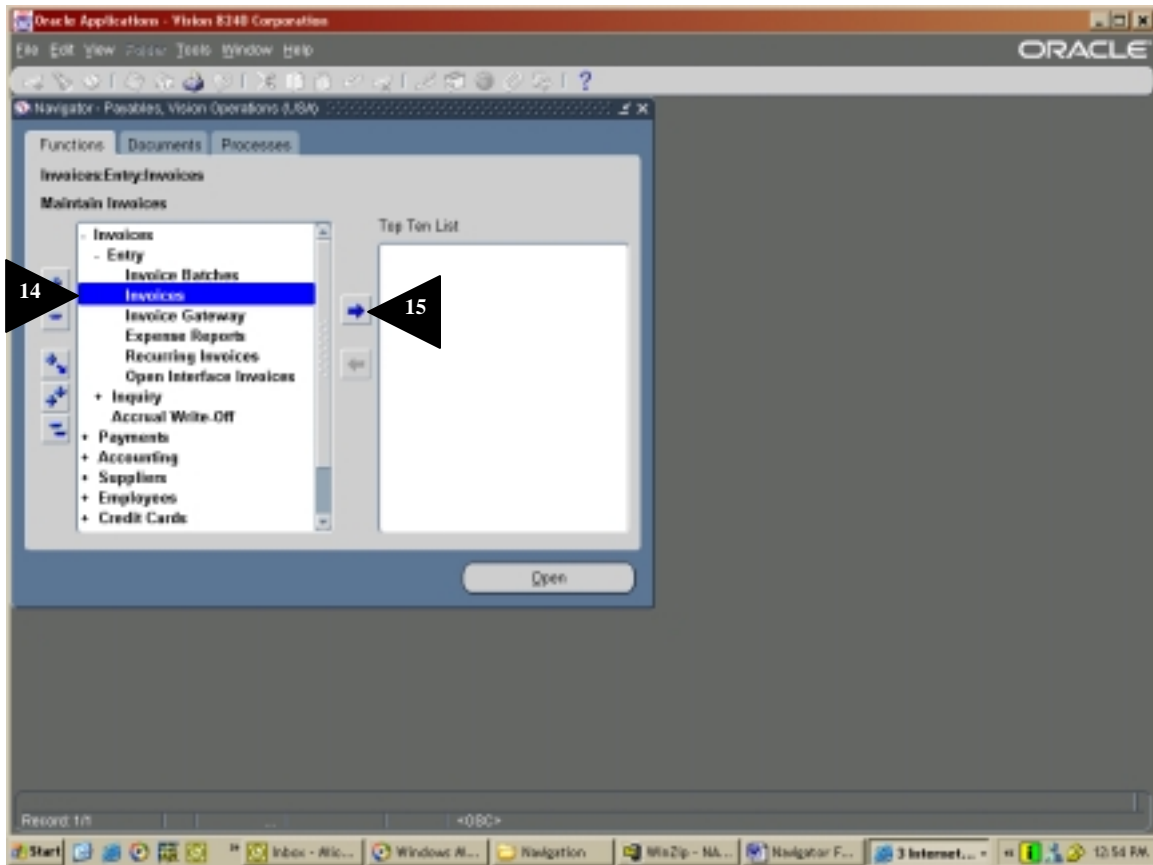 Oracle Applications - Vision 8240 Corporation
File Edit View Folder Tools Window Help
ORACLE
?
Navigator - Payables, Vision Operations (USA)
Functions Documents Processes
Invoices:Entry:Invoices
Maintain Invoices
Top Ten List
- Invoices
- Entry
Invoice Batches
14
Invoices
15
Invoice Gateway
Expense Reports
Recurring Invoices
Open Interface Invoices
+ Inquiry
Accrual Write-Off
+ Payments
+ Accounting
+ Suppliers
+ Employees
+ Credit Cards
Open
Record: 1/1 ... <OSC>
Start Inbox - Mic... Windows M... Navigation WinZip - NA... Navigator F... 3 Internet... 12:54 PM